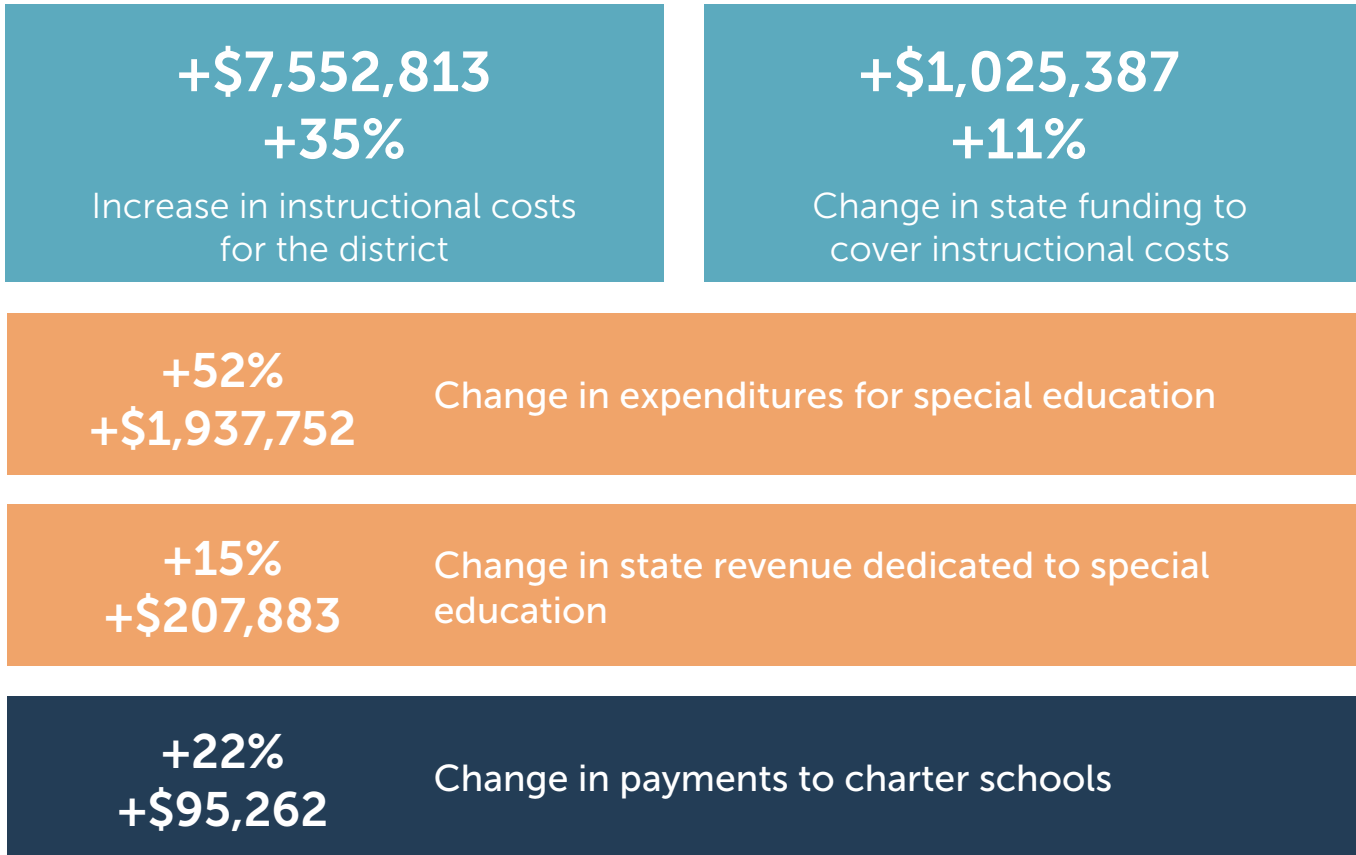 +$7,552,813
+35%
Increase in instructional costs
for the district
+$1,025,387
+11%
Change in state funding to
cover instructional costs
+52%
+$1,937,752
Change in expenditures for special education
+15%
+$207,883
Change in state revenue dedicated to special
education
+22%
+$95,262
Change in payments to charter schools